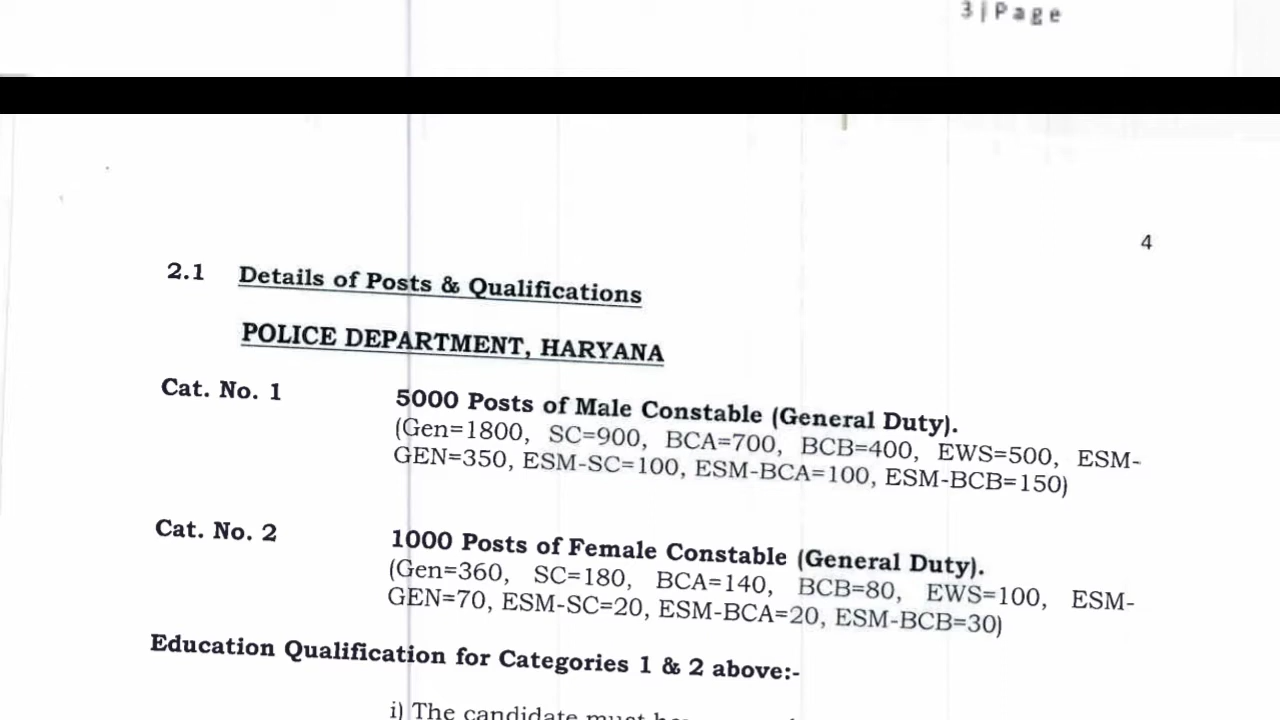 3 | P a g e
4
2.1 Details of Posts & Qualifications
POLICE DEPARTMENT, HARYANA
Cat. No. 1 5000 Posts of Male Constable (General Duty).
(Gen=1800, SC=900, BCA=700, BCB=400, EWS=500, ESM-
GEN=350, ESM-SC=100, ESM-BCA=100, ESM-BCB=150)
Cat. No. 2 1000 Posts of Female Constable (General Duty).
(Gen=360, SC=180, BCA=140, BCB=80, EWS=100, ESM-
GEN=70, ESM-SC=20, ESM-BCA=20, ESM-BCB=30)
Education Qualification for Categories 1 & 2 above:-
i) The candidate must